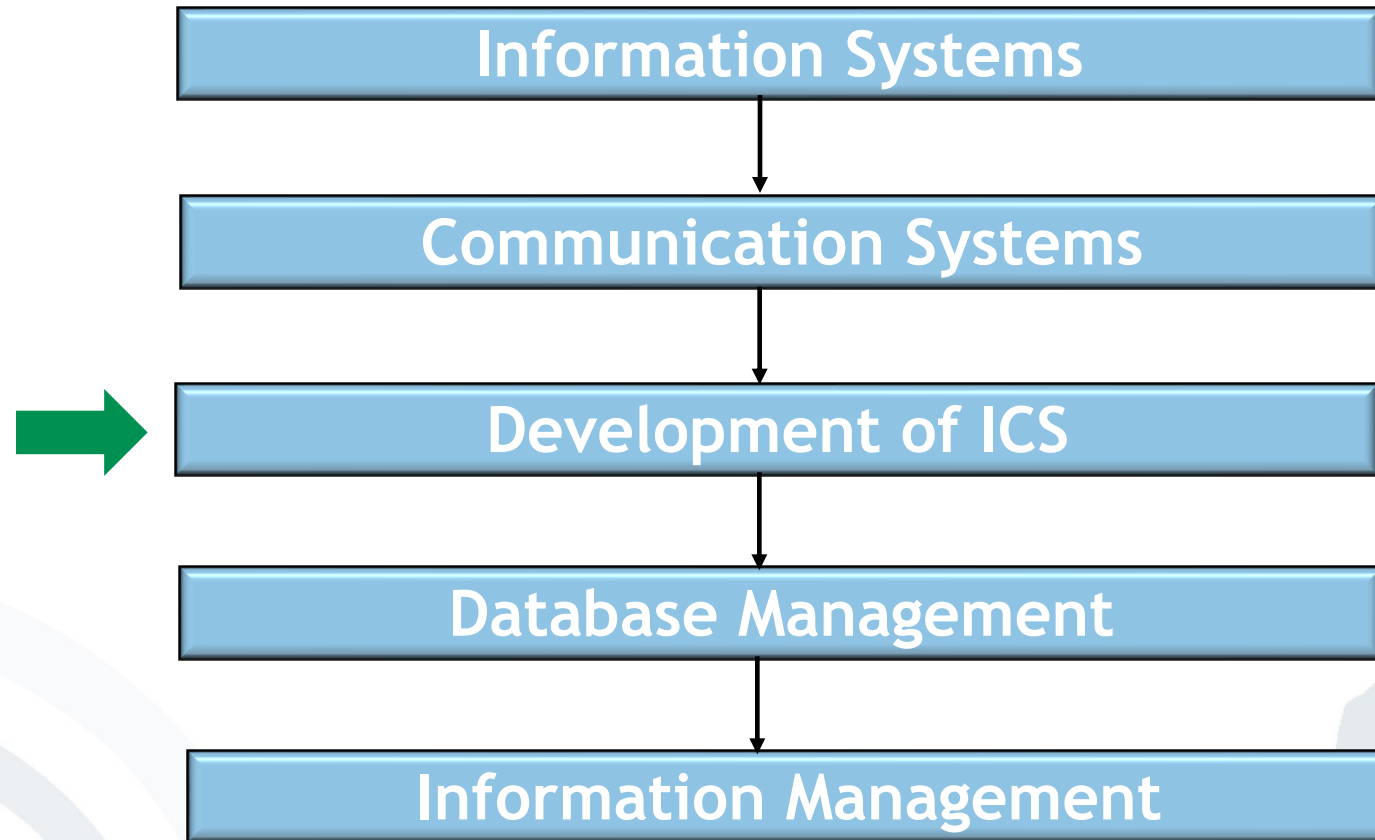 Information Systems
Communication Systems
Development of ICS
Database Management
Information Management